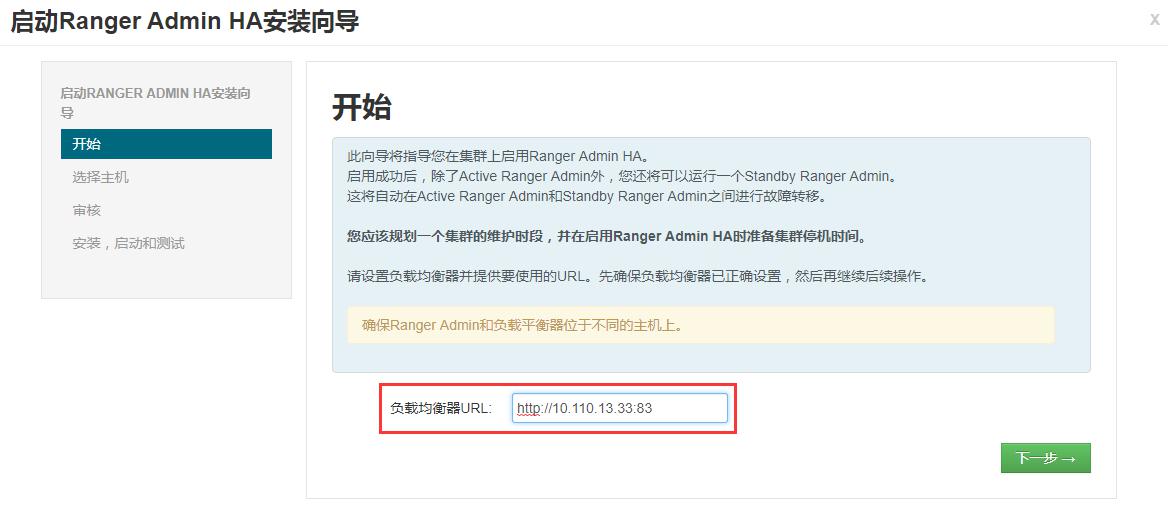 启动Ranger Admin HA安装向导
x
启动RANGER ADMIN HA安装向
导
开始
选择主机
审核
安装，启动和测试
开始
此向导将指导您在集群上启用Ranger Admin HA。
启用成功后，除了Active Ranger Admin外，您还将可以运行一个Standby Ranger Admin。
这将自动在Active Ranger Admin和Standby Ranger Admin之间进行故障转移。
您应该规划一个集群的维护时段，并在启用Ranger Admin HA时准备集群停机时间。
请设置负载均衡器并提供要使用的URL。先确保负载均衡器已正确设置，然后再继续后续操作。
确保Ranger Admin和负载平衡器位于不同的主机上。
负载均衡器URL: http://10.110.13.33:83
下一步→